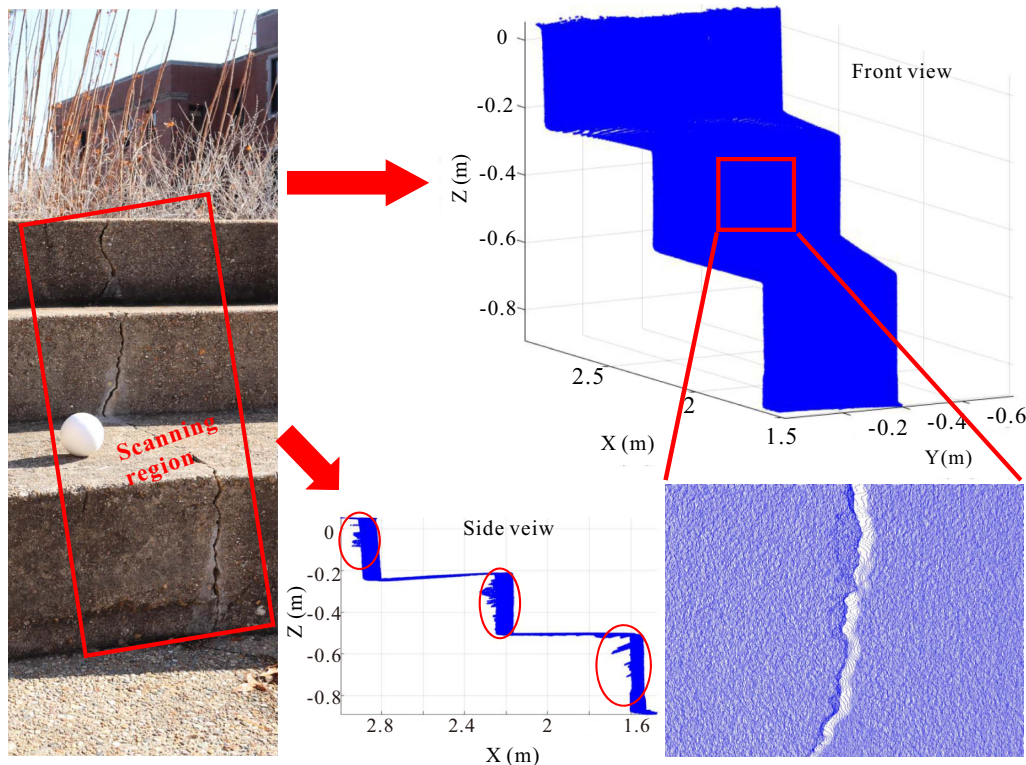 Front view
0
-0.2
-0.4
-0.6
-0.8
Z (m)
2.5
2
1.5
X (m)
-0.2
-0.4
-0.6
Y(m)
Scanning
region
Side veiw
0
-0.2
-0.4
-0.6
-0.8
Z (m)
2.8
2.4
2
1.6
X (m)